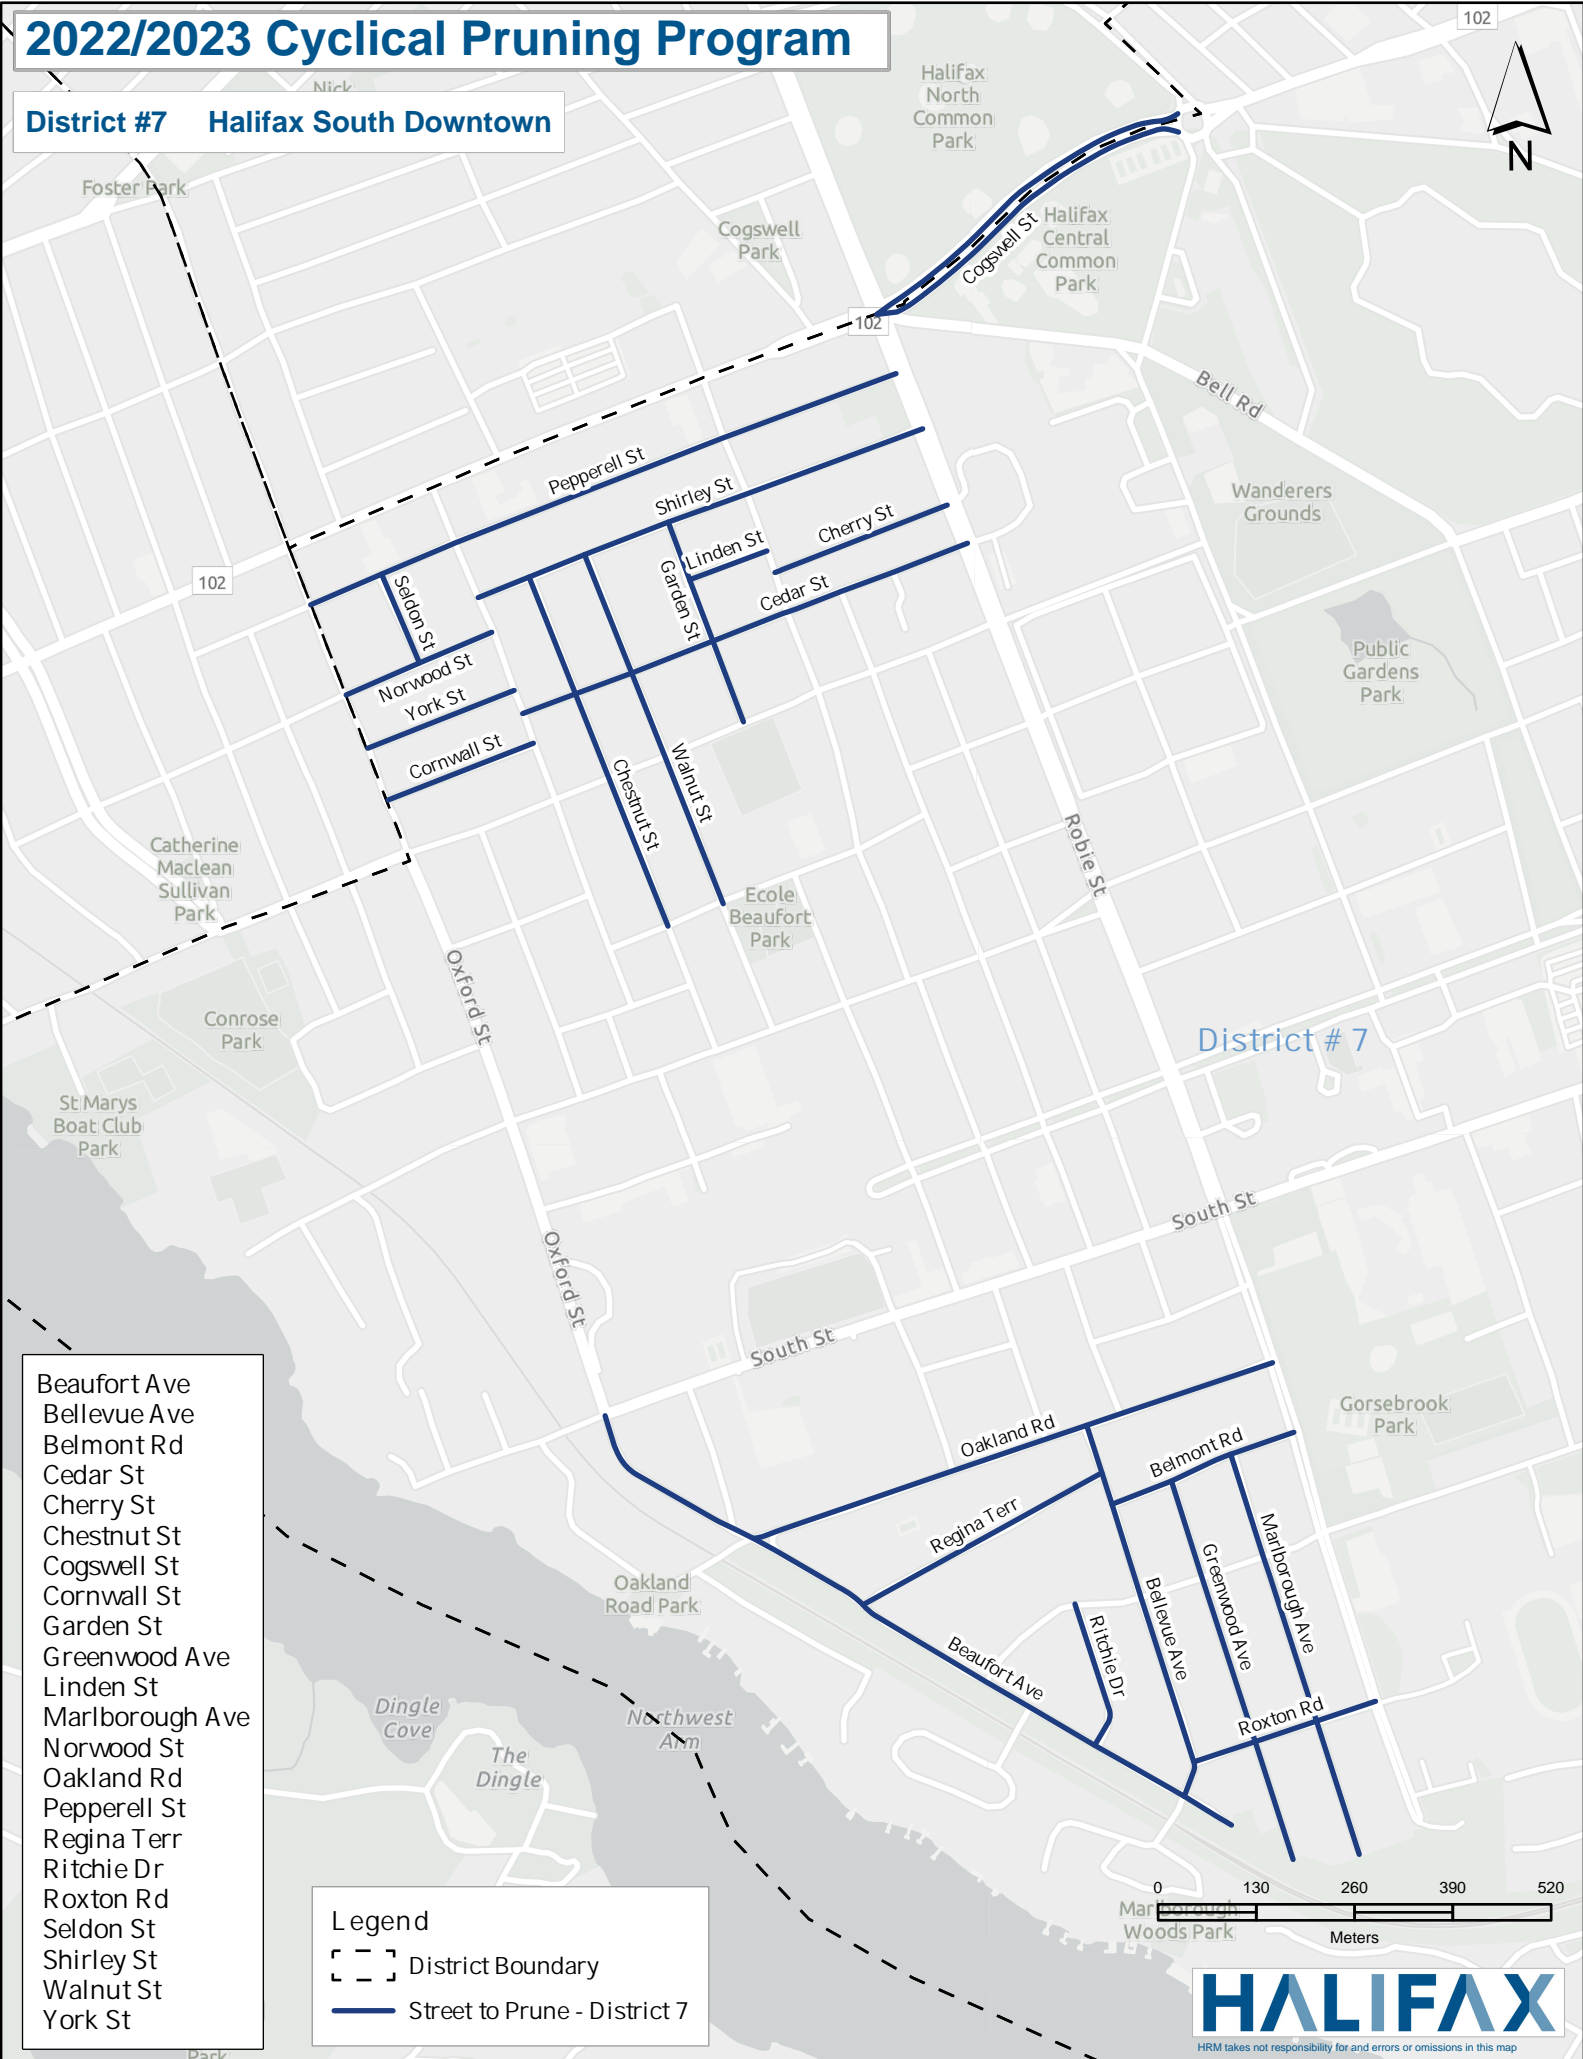 2022/2023 Cyclical Pruning Program
District #7 Halifax South Downtown
Nick
Foster Park
Cogswell
Park
Halifax
North
Common
Park
102
N
Cogswell St
Halifax
Central
Common
Park
102
Bell Rd
Pepperell St
Shirley St
Linden St
Cherry St
Garden St
Cedar St
Wanderers
Grounds
102
Seldon St
Norwood St
York St
Cornwall St
Chestnut St
Walnut St
Public
Gardens
Park
Robie St
Catherine
Maclean
Sullivan
Park
Ecole
Beaufort
Park
Oxford St
Conrose
Park
District # 7
St Marys
Boat Club
Park
South St
Oxford St
South St
Gorsebrook
Park
Oakland Rd
Belmont Rd
Regina Terr
Marlborough Ave
Greenwood Ave
Bellevue Ave
Ritchie Dr
Beaufort Ave
Roxton Rd
Oakland
Road Park
Northwest
Arm
Dingle
Cove
The
Dingle
Beaufort Ave
Bellevue Ave
Belmont Rd
Cedar St
Cherry St
Chestnut St
Cogswell St
Cornwall St
Garden St
Greenwood Ave
Linden St
Marlborough Ave
Norwood St
Oakland Rd
Pepperell St
Regina Terr
Ritchie Dr
Roxton Rd
Seldon St
Shirley St
Walnut St
York St
Park
Legend
District Boundary
Street to Prune - District 7
0 130 260 390 520
Meters
Marlborough
Woods Park
HALIFAX
HRM takes not responsibility for and errors or omissions in this map